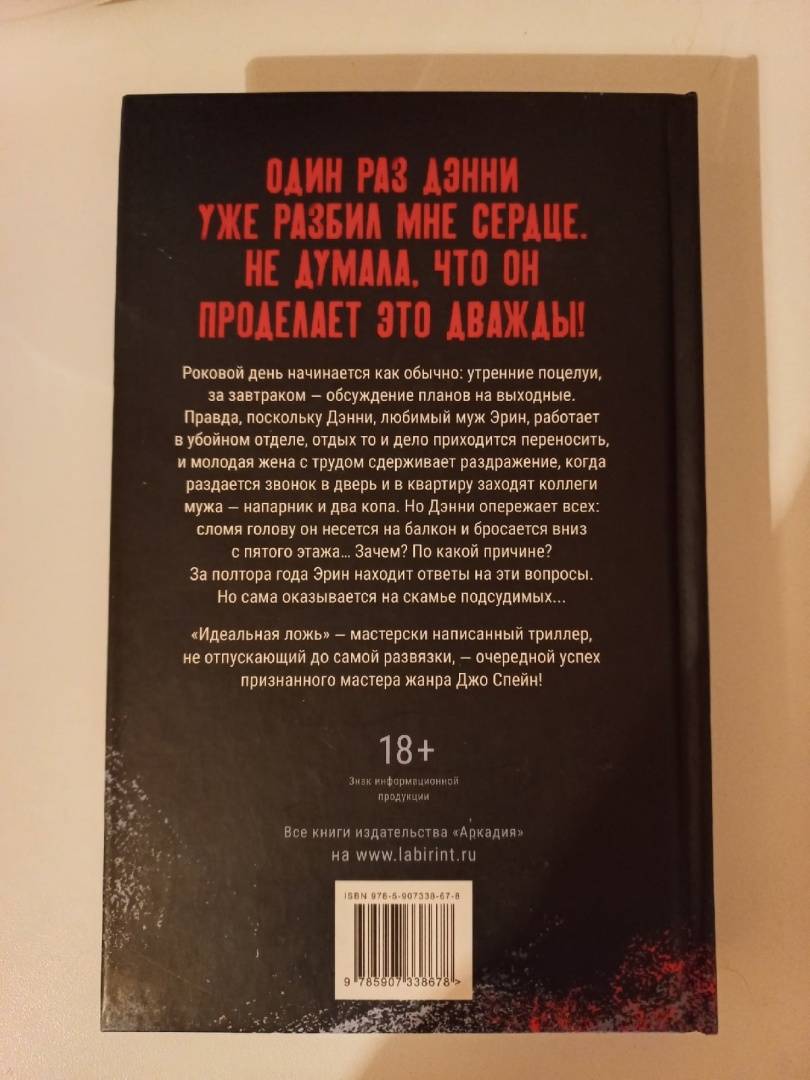 ОДИН РАЗ ДЭННИ
УЖЕ РАЗБИЛ МНЕ СЕРДЦЕ.
НЕ ДУМАЛА, ЧТО ОН
ПРОДЕЛАЕТ ЭТО ДВАЖДЫ!
Роковой день начинается как обычно: утренние поцелуи,
за завтраком — обсуждение планов на выходные.
Правда, поскольку Дэнни, любимый муж Эрин, работает
в убойном отделе, отдых то и дело приходится переносить,
и молодая жена с трудом сдерживает раздражение, когда
раздается звонок в дверь и в квартиру заходят коллеги
мужа — напарник и два копа. Но Дэнни опережает всех:
сломя голову он несется на балкон и бросается вниз
с пятого этажа... Зачем? По какой причине?
За полтора года Эрин находит ответы на эти вопросы.
Но сама оказывается на скамье подсудимых...
«Идеальная ложь» — мастерски написанный триллер,
не отпускающий до самой развязки, — очередной успех
признанного мастера жанра Джо Спейн!
18+
Знак информационной
продукции
Все книги издательства «Аркадия»
на www.labirint.ru
ISBN 978-5-907338-67-8
9 785907 338678 >